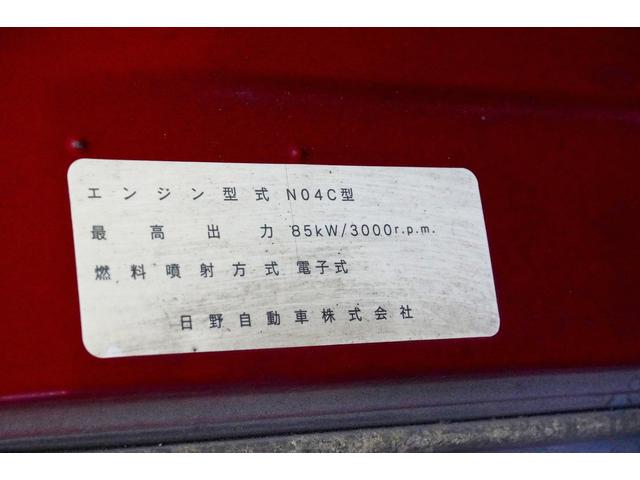 エンジン型式 N04C型
最高出力 85kW/3000r.p.m.
燃料噴射方式 電子式
日野自動車株式会社